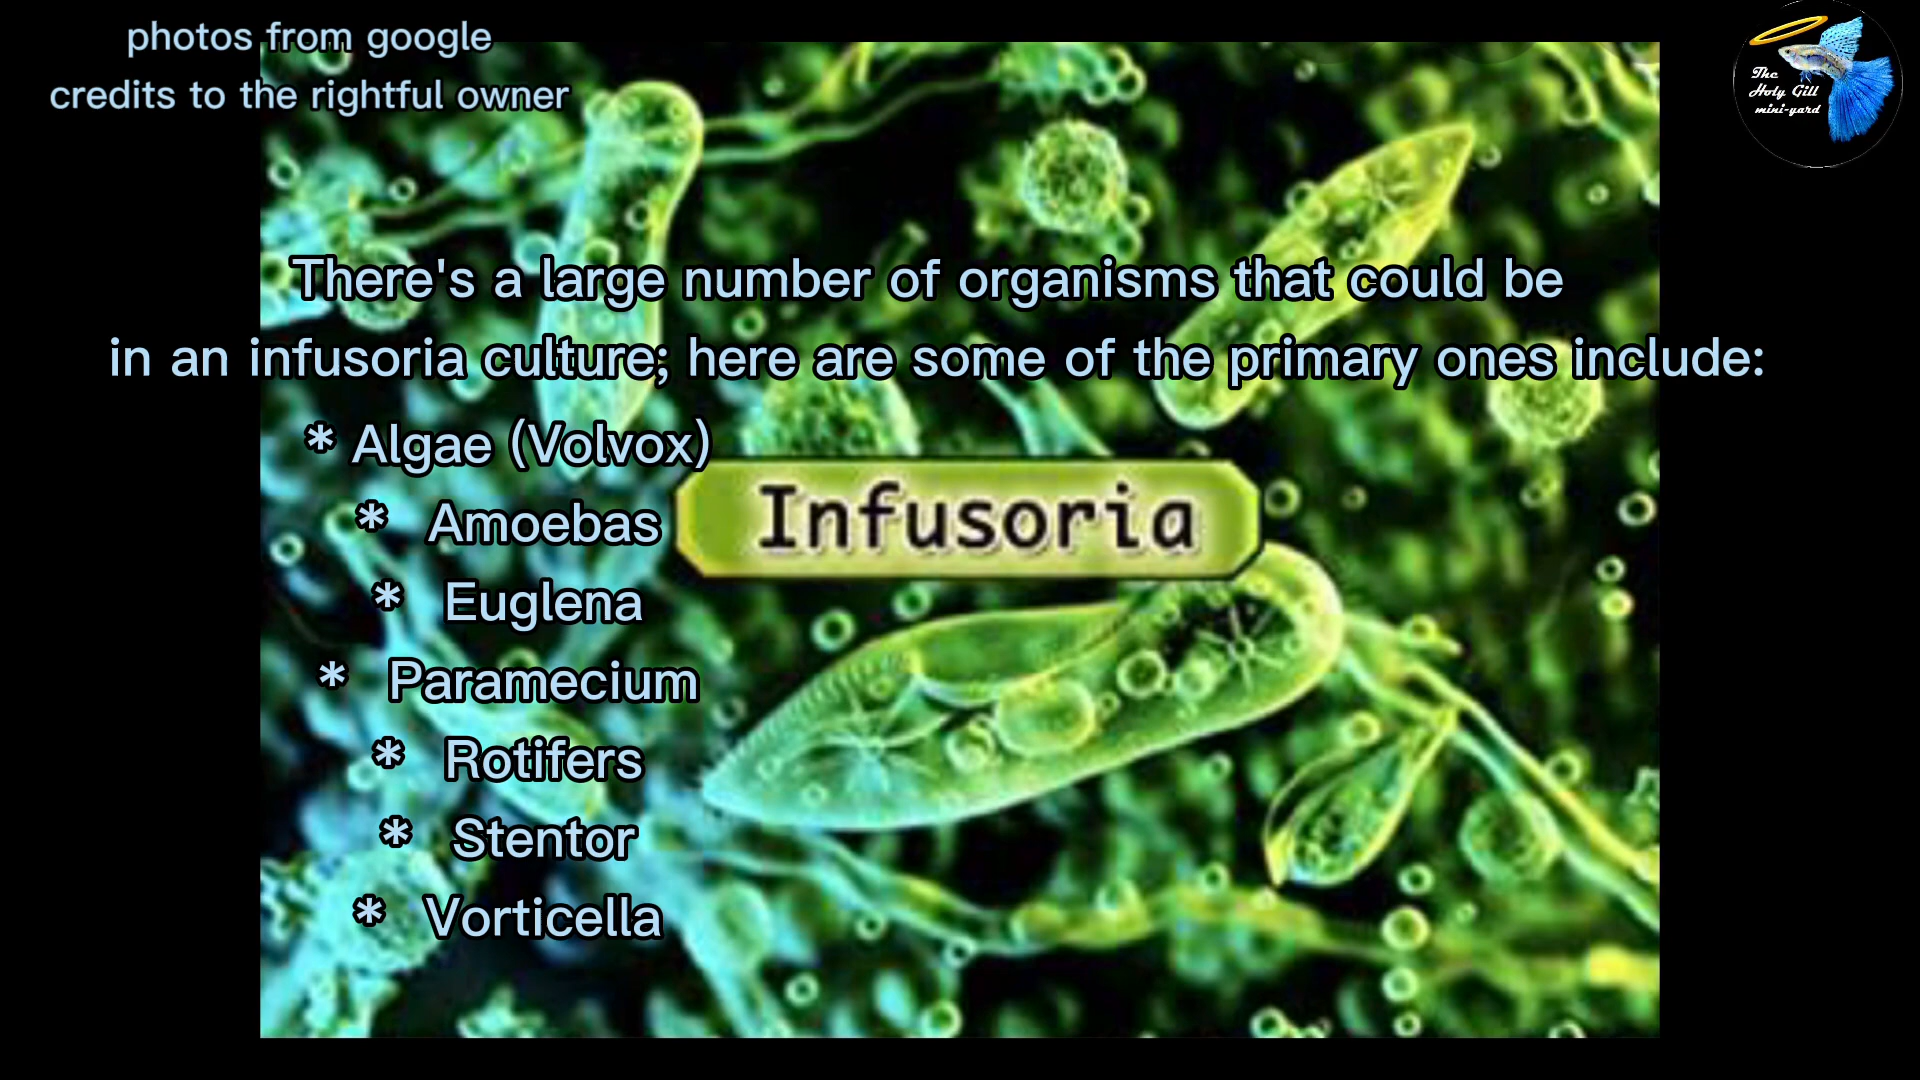 photos from google
credits to the rightful owner
The
Holy Gill
mini-yard
There's a large number of organisms that could be
in an infusoria culture; here are some of the primary ones include:
* Algae (Volvox)
* Amoebas
* Euglena
* Paramecium
* Rotifers
* Stentor
* Vorticella
Infusoria